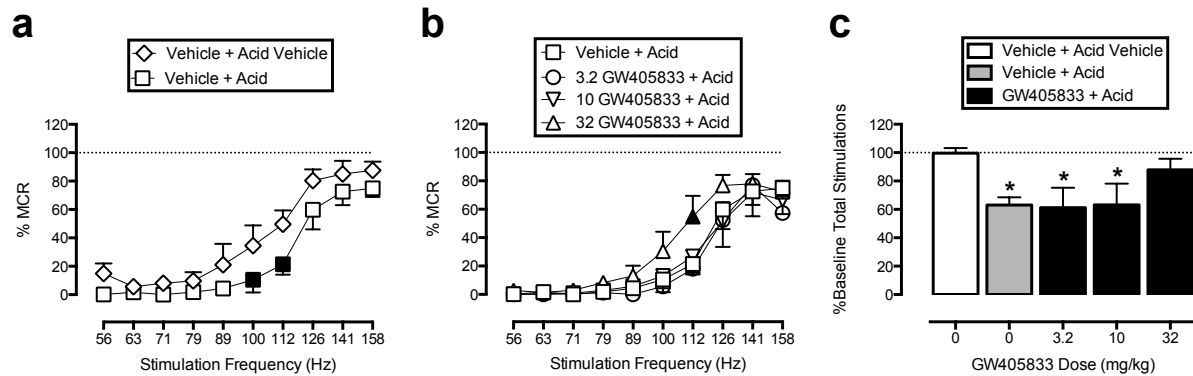 a
Vehicle + Acid Vehicle
Vehicle + Acid
120
100
80
60
40
20
0
% MCR
56 63 71 79 89 100 112 126 141 158
Stimulation Frequency (Hz)
b
Vehicle + Acid
3.2 GW405833 + Acid
10 GW405833 + Acid
32 GW405833 + Acid
120
100
80
60
40
20
0
% MCR
56 63 71 79 89 100 112 126 141 158
Stimulation Frequency (Hz)
c
Vehicle + Acid Vehicle
Vehicle + Acid
GW405833 + Acid
120
100
80
60
40
20
0
%Baseline Total Stimulations
* * *
0 0 3.2 10 32
GW405833 Dose (mg/kg)